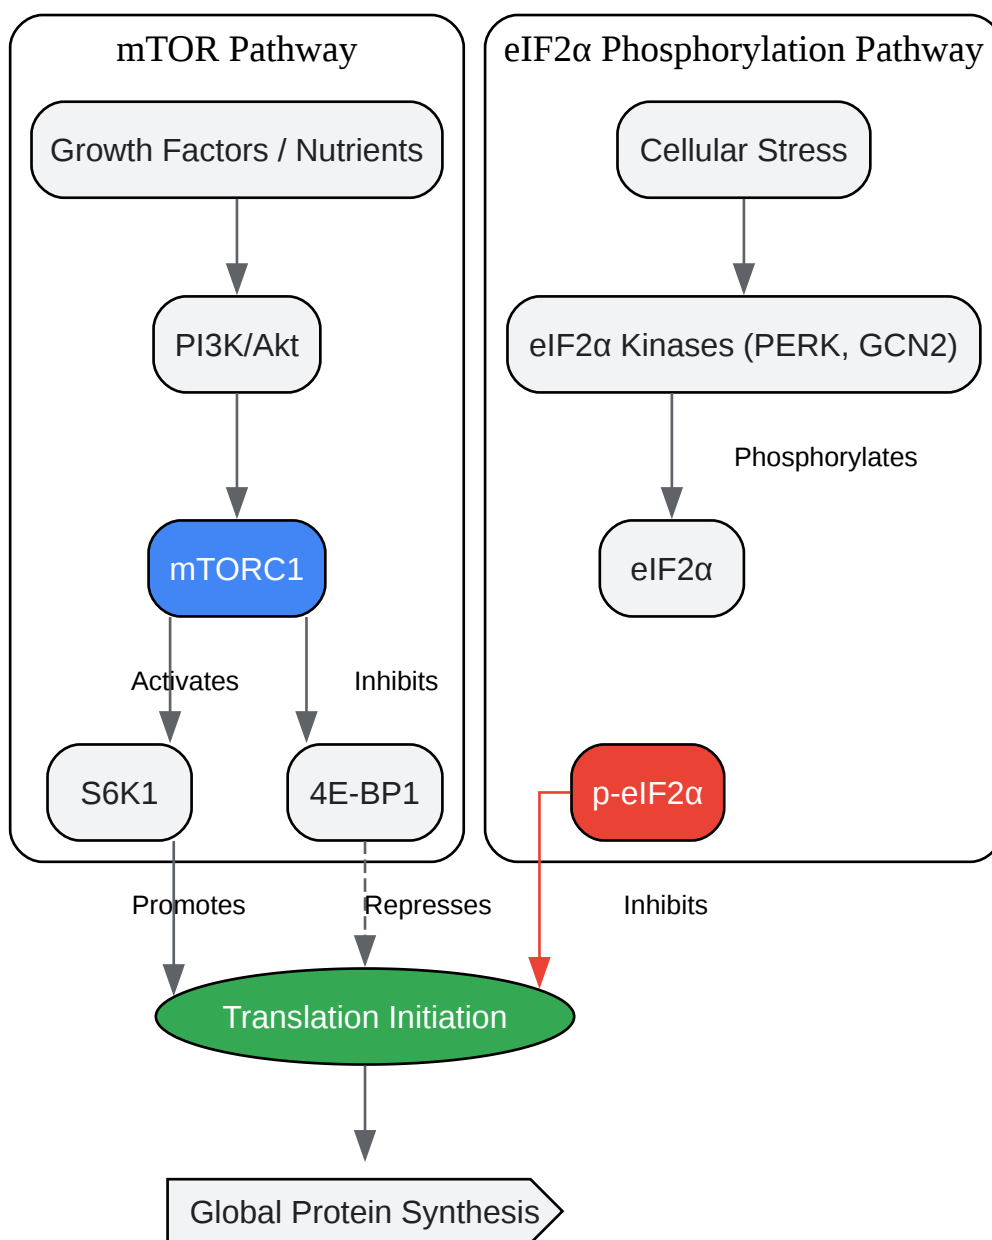 mTOR Pathway
eIF2α Phosphorylation Pathway
Growth Factors / Nutrients
Cellular Stress
PI3K/Akt
eIF2α Kinases (PERK, GCN2)
Phosphorylates
mTORC1
eIF2α
Activates
Inhibits
S6K1
4E-BP1
p-eIF2α
Promotes
Represses
Inhibits
Translation Initiation
Global Protein Synthesis